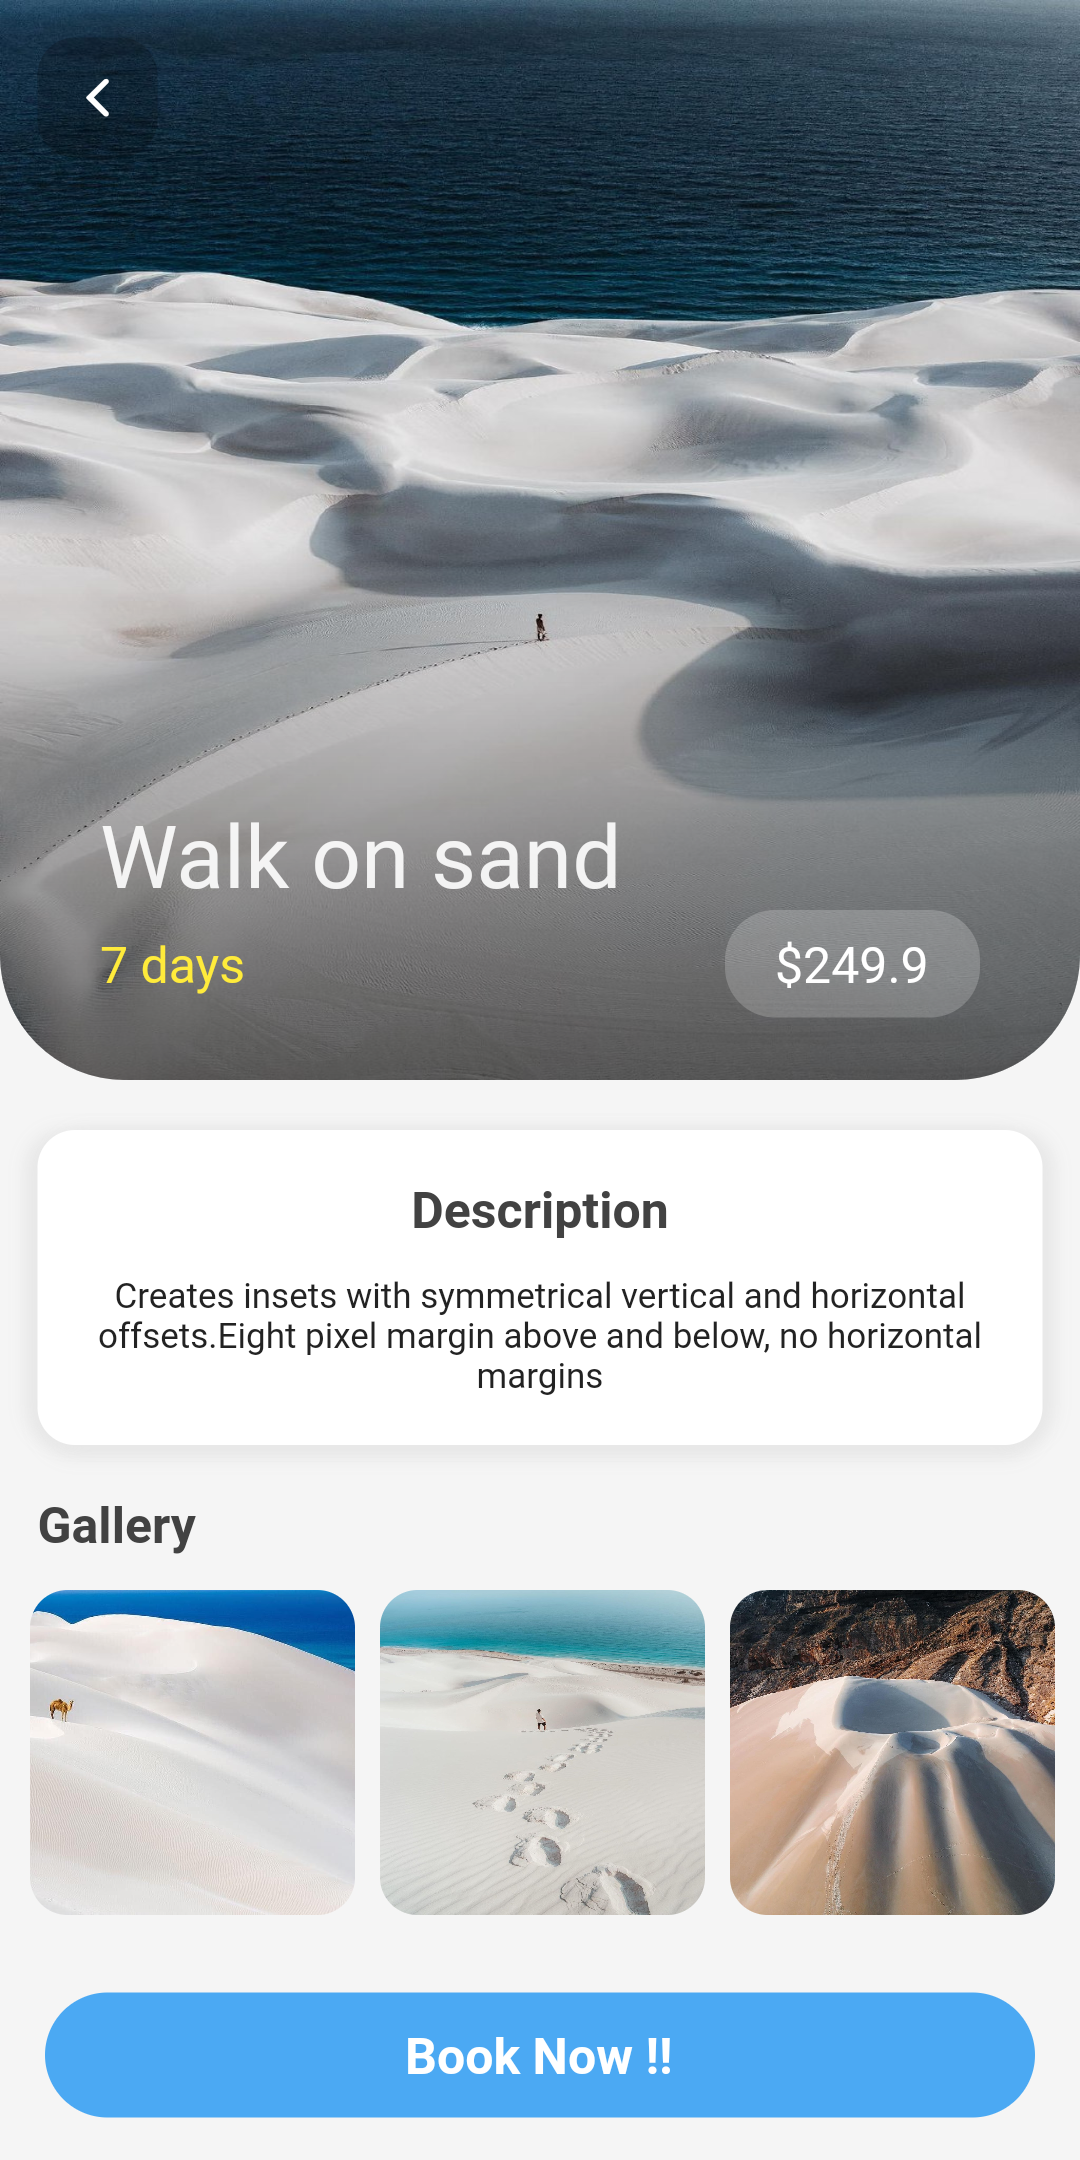 Walk on sand
7 days
$249.9
Description
Creates insets with symmetrical vertical and horizontal
offsets.Eight pixel margin above and below, no horizontal
margins
Gallery
Book Now !!